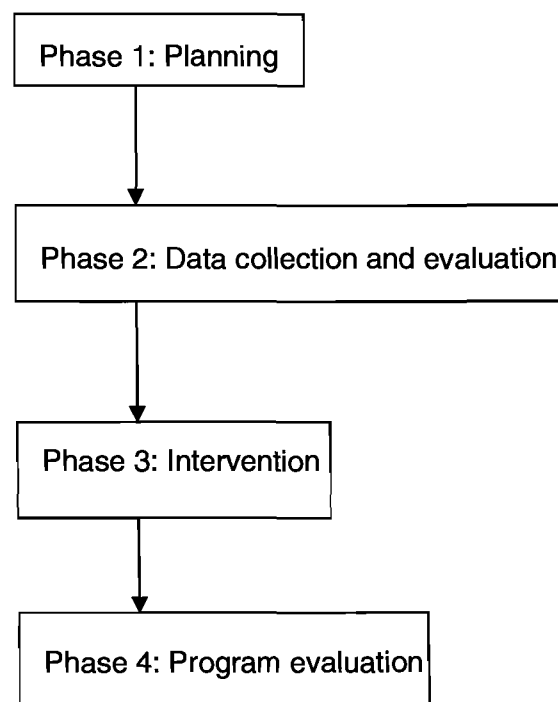 Phase 1: Planning
Phase 2: Data collection and evaluation
Phase 3: Intervention
Phase 4: Program evaluation